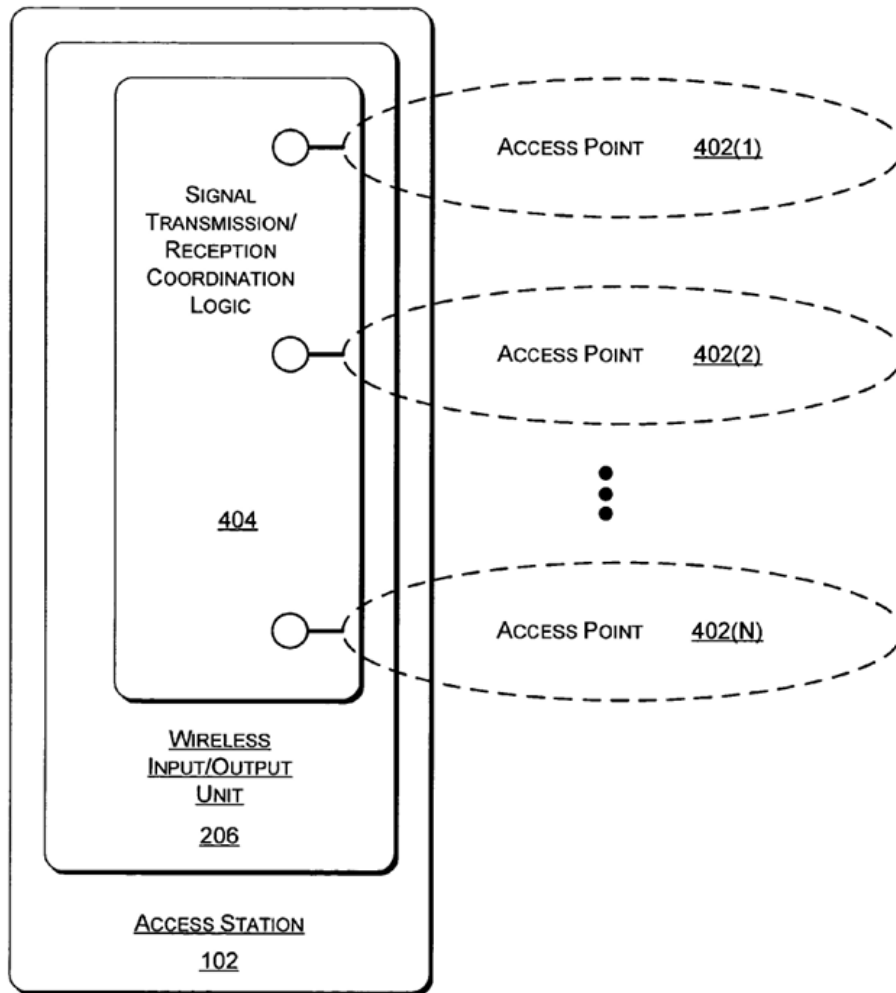 ACCESS POINT 402(1)
SIGNAL
TRANSMISSION/
RECEPTION
COORDINATION
LOGIC
ACCESS POINT 402(2)
404
ACCESS POINT 402(N)
WIRELESS
INPUT/OUTPUT
UNIT
206
ACCESS STATION
102